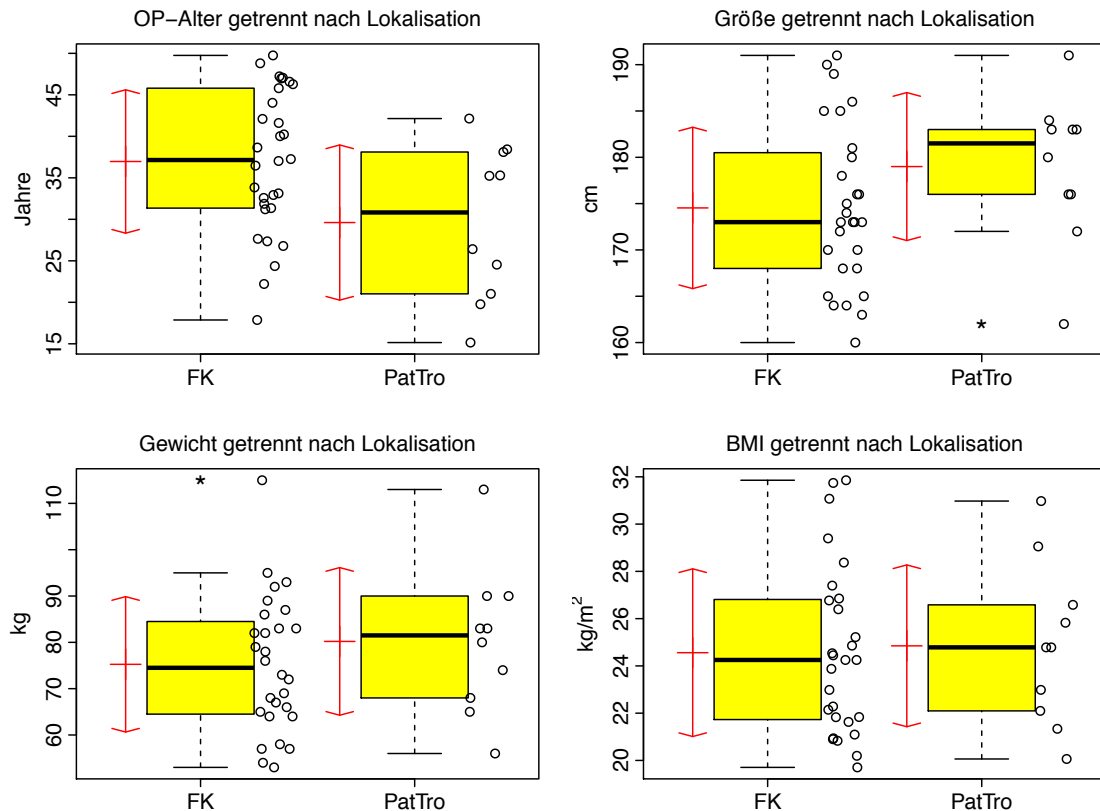 OP−Alter getrennt nach Lokalisation
Jahre
45
35
25
15
FK PatTro
Größe getrennt nach Lokalisation
cm
190
180
170
160
*
FK PatTro
Gewicht getrennt nach Lokalisation
kg
110
90
80
70
60
*
FK PatTro
BMI getrennt nach Lokalisation
kg/m²
32
30
28
26
24
22
20
FK PatTro